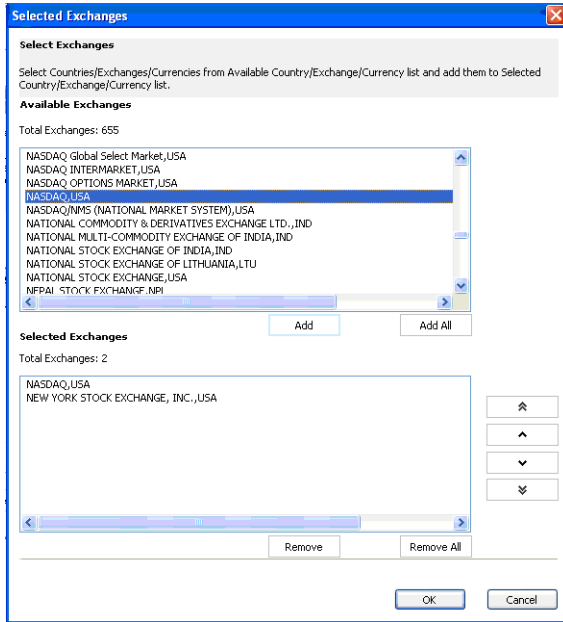 Selected Exchanges
Select Exchanges
Select Countries/Exchanges/Currencies from Available Country/Exchange/Currency list and add them to Selected
Country/Exchange/Currency list.
Available Exchanges
Total Exchanges: 655
NASDAQ Global Select Market,USA
NASDAQ INTERMARKET,USA
NASDAQ OPTIONS MARKET,USA
NASDAQ,USA
NASDAQ/NMS (NATIONAL MARKET SYSTEM),USA
NATIONAL COMMODITY & DERIVATIVES EXCHANGE LTD.,IND
NATIONAL MULTI-COMMODITY EXCHANGE OF INDIA,IND
NATIONAL STOCK EXCHANGE OF INDIA,IND
NATIONAL STOCK EXCHANGE OF LITHUANIA,LTU
NATIONAL STOCK EXCHANGE,USA
NEPAL STOCK EXCHANGE,NPL
Add Add All
Selected Exchanges
Total Exchanges: 2
NASDAQ,USA
NEW YORK STOCK EXCHANGE, INC.,USA
Remove Remove All
OK Cancel